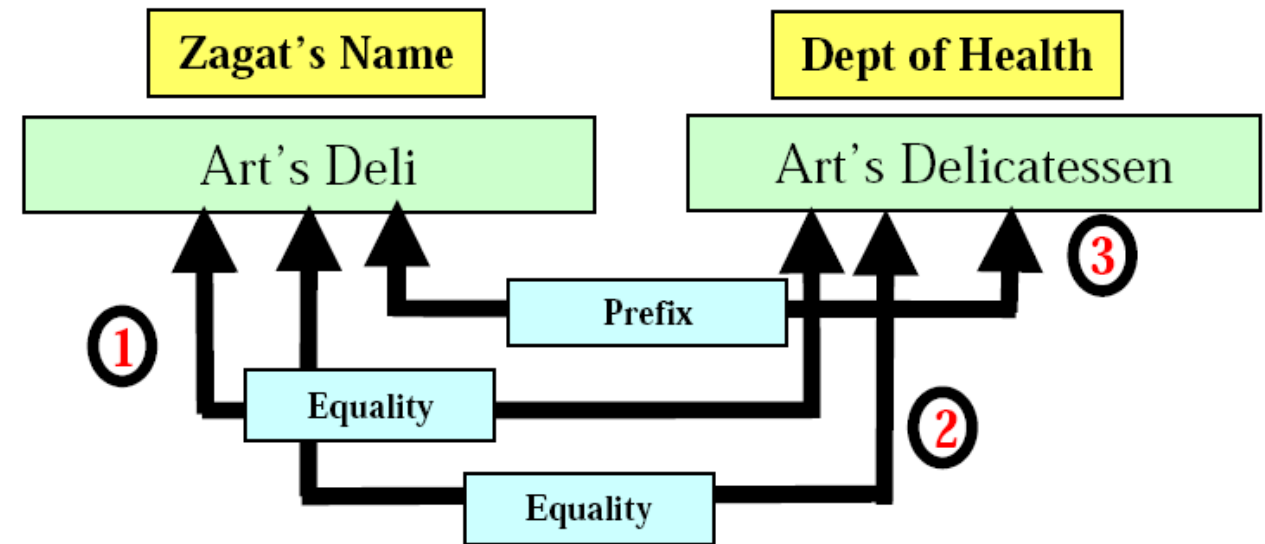 Zagat’s Name
Dept of Health
Art’s Deli
Art’s Delicatessen
3
Prefix
1
Equality
2
Equality